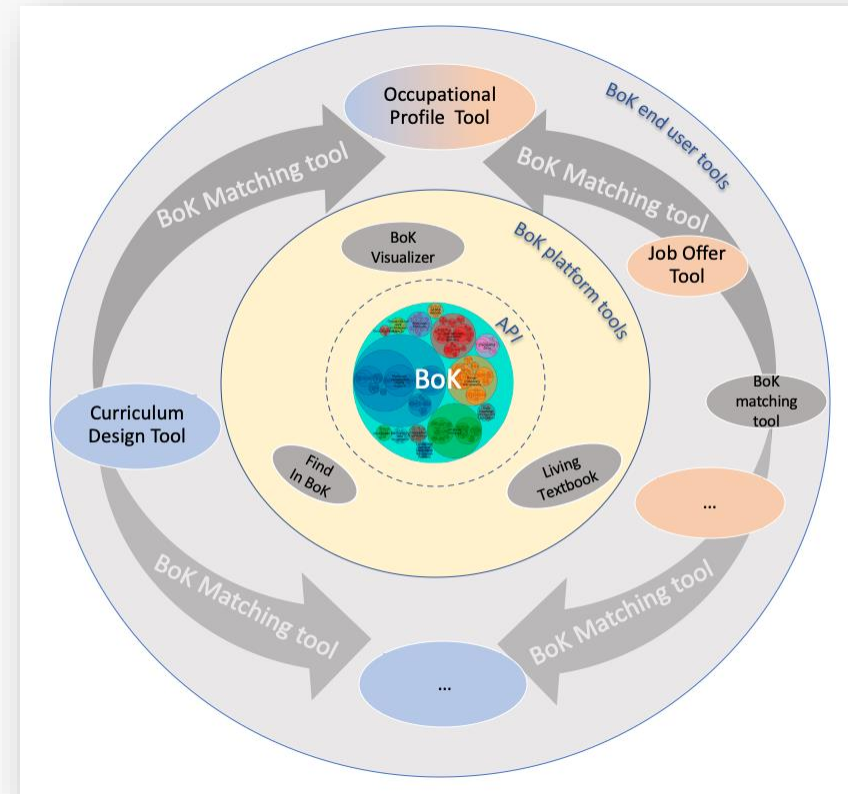 Occupational
Profile Tool
BoK end user tools
BoK Matching tool
BoK Matching tool
BoK
Visualizer
BoK platform tools
Job Offer
Tool
API
BoK
BoK
matching
tool
Curriculum
Design Tool
Find
In BoK
Living
Textbook
...
BoK Matching tool
BoK Matching tool
...